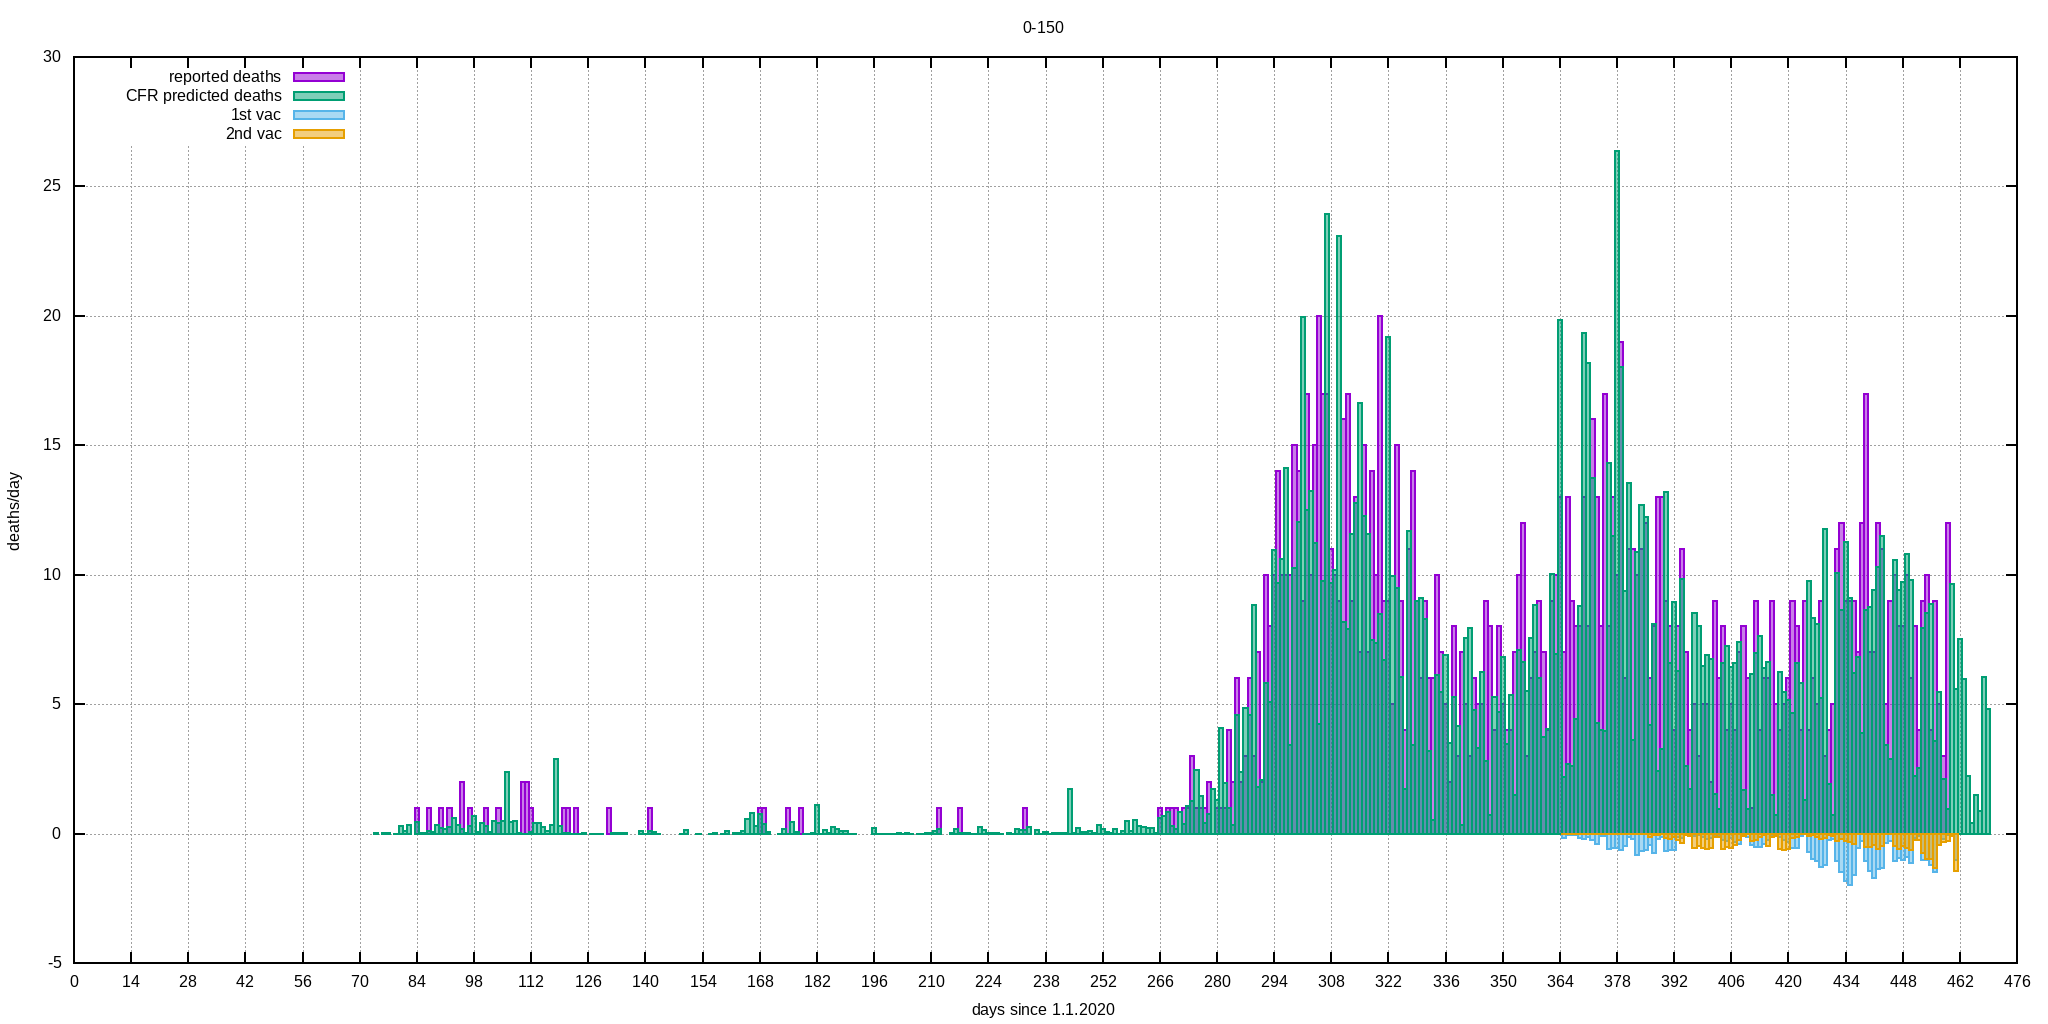 0-150
30
25
20
15
10
5
0
-5
deaths/day
reported deaths
CFR predicted deaths
1st vac
2nd vac
0 14 28 42 56 70 84 98 112 126 140 154 168 182 196 210 224 238 252 266 280 294 308 322 336 350 364 378 392 406 420 434 448 462 476
days since 1.1.2020